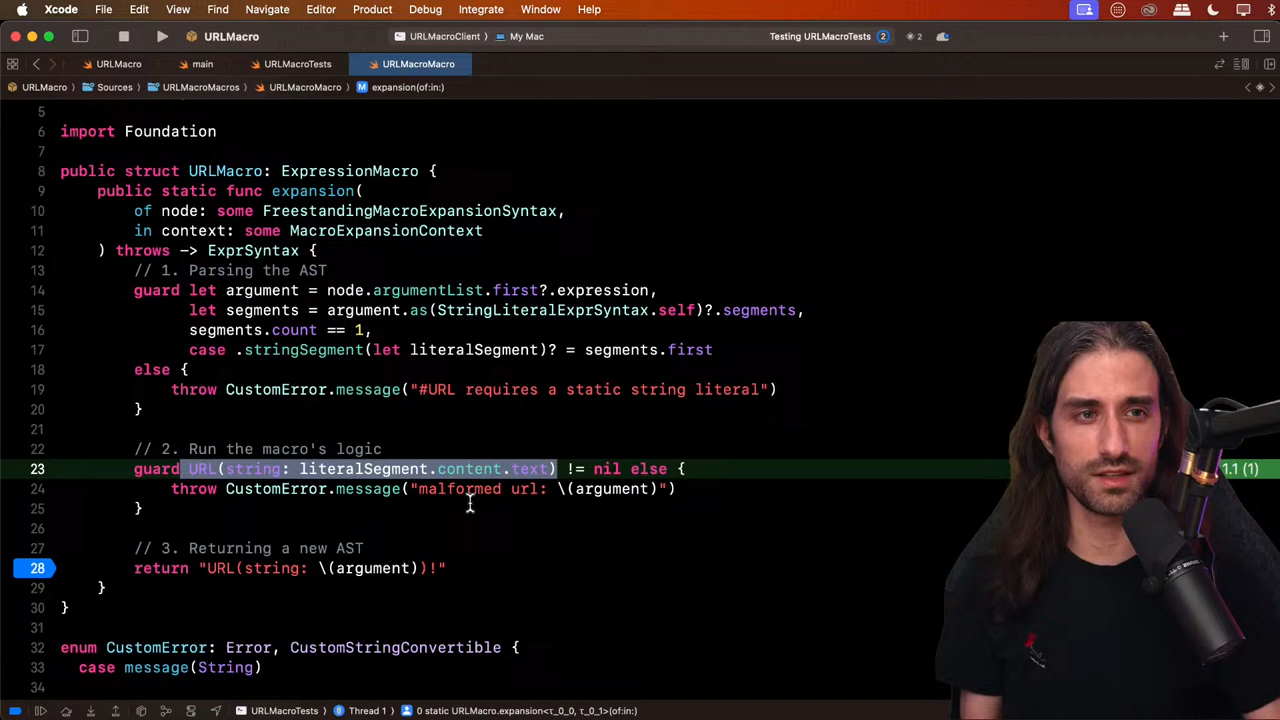 Xcode File Edit View Find Navigate Editor Product Debug Integrate Window Help
URLMacro URLMacroClient 〉 My Mac Testing URLMacroTests 2 2
URLMacro main URLMacroTests URLMacroMacro
URLMacro 〉 Sources 〉 URLMacroMacros 〉 URLMacroMacro 〉 M expansion(of:in:)
5
6 import Foundation
7
8 public struct URLMacro: ExpressionMacro {
9 public static func expansion(
10 of node: some FreestandingMacroExpansionSyntax,
11 in context: some MacroExpansionContext
12 ) throws -> ExprSyntax {
13 // 1. Parsing the AST
14 guard let argument = node.argumentList.first?.expression,
15 let segments = argument.as(StringLiteralExprSyntax.self)?.segments,
16 segments.count == 1,
17 case .stringSegment(let literalSegment)? = segments.first
18 else {
19 throw CustomError.message("#URL requires a static string literal")
20 }
21
22 // 2. Run the macro's logic
23 guard URL(string: literalSegment.content.text) != nil else { 1.1 (1)
24 throw CustomError.message("malformed url: \(argument)")
25 }
26
27 // 3. Returning a new AST
28 return "URL(string: \(argument))!"
29 }
30 }
31
32 enum CustomError: Error, CustomStringConvertible {
33 case message(String)
34
URLMacroTests 〉 Thread 1 〉 0 static URLMacro.expansion<τ_0_0, τ_0_1>(of:in:)